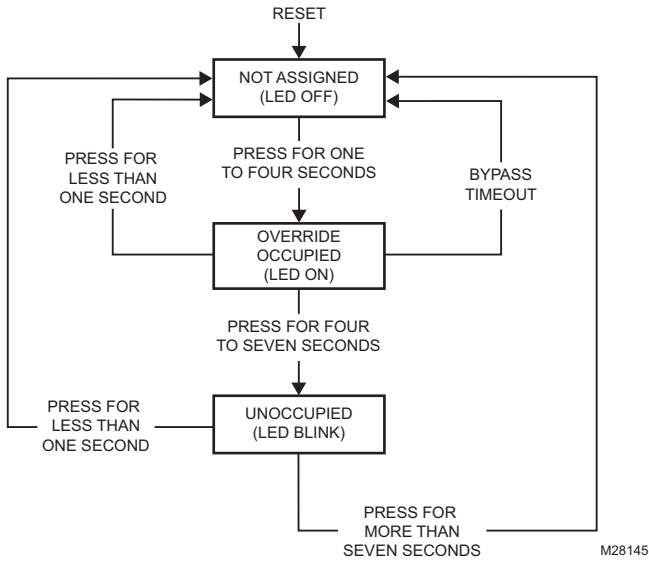 RESET
NOT ASSIGNED
(LED OFF)
PRESS FOR
LESS THAN
ONE SECOND
PRESS FOR ONE
TO FOUR SECONDS
BYPASS
TIMEOUT
OVERRIDE
OCCUPIED
(LED ON)
PRESS FOR FOUR
TO SEVEN SECONDS
PRESS FOR
LESS THAN
ONE SECOND
UNOCCUPIED
(LED BLINK)
PRESS FOR
MORE THAN
SEVEN SECONDS
M28145